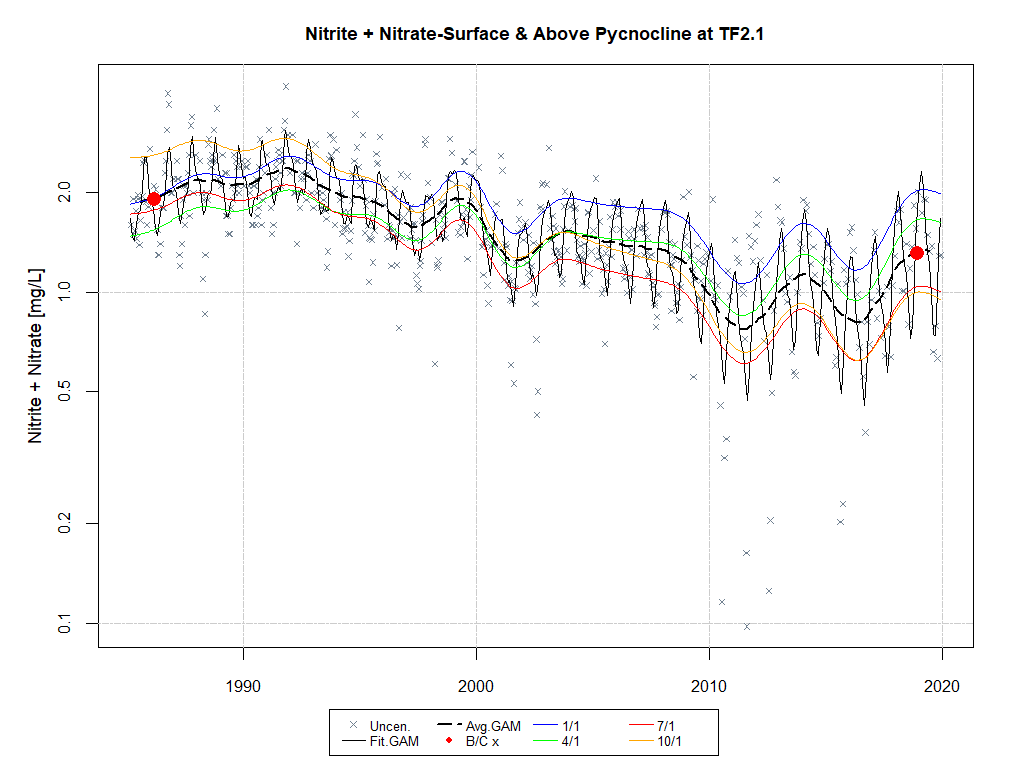 Nitrite + Nitrate-Surface & Above Pycnocline at TF2.1
Nitrite + Nitrate [mg/L]
2.0
1.0
0.5
0.2
0.1
1990 2000 2010 2020
Uncen. Avg.GAM 1/1 7/1
Fit.GAM B/C x 4/1 10/1